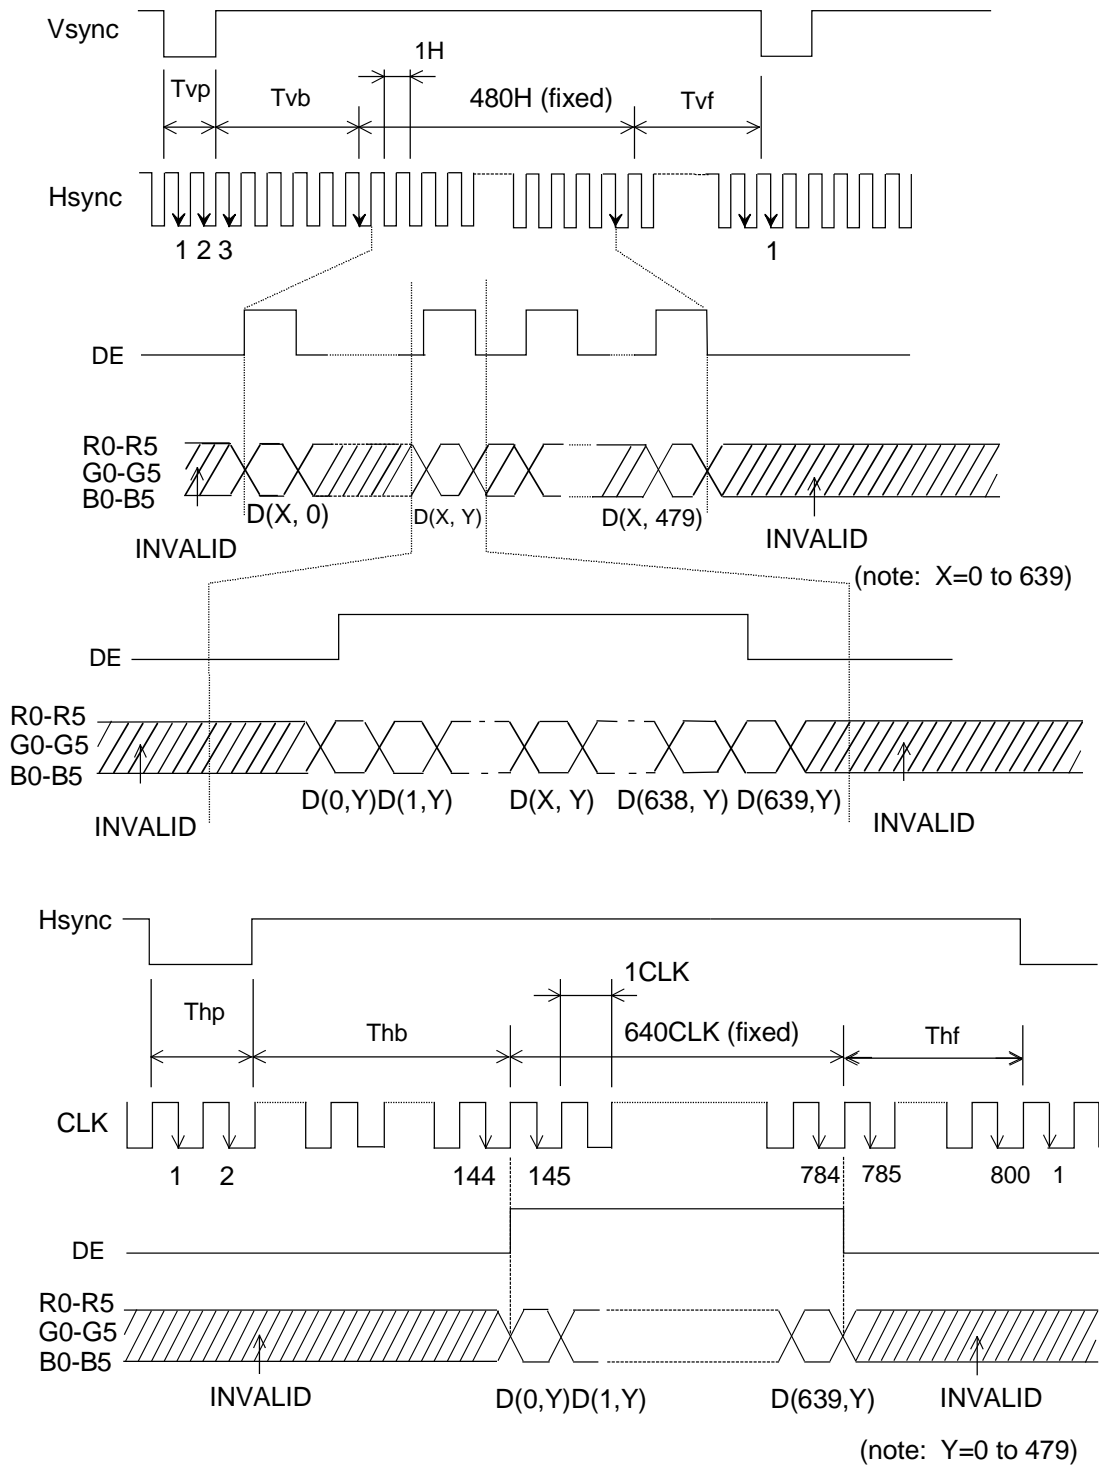 Vsync
1H
Tvp
Tvb
480H (fixed)
Tvf
Hsync
1 2 3
1
DE
R0-R5
G0-G5
B0-B5
D(X, 0)
D(X, Y)
D(X, 479)
INVALID
INVALID
(note: X=0 to 639)
DE
R0-R5
G0-G5
B0-B5
D(0,Y)D(1,Y)
D(X, Y)
D(638, Y)
D(639,Y)
INVALID
INVALID
Hsync
1CLK
Thp
Thb
640CLK (fixed)
Thf
CLK
1
2
144
145
784
785
800
1
DE
R0-R5
G0-G5
B0-B5
INVALID
D(0,Y)D(1,Y)
D(639,Y)
INVALID
(note: Y=0 to 479)